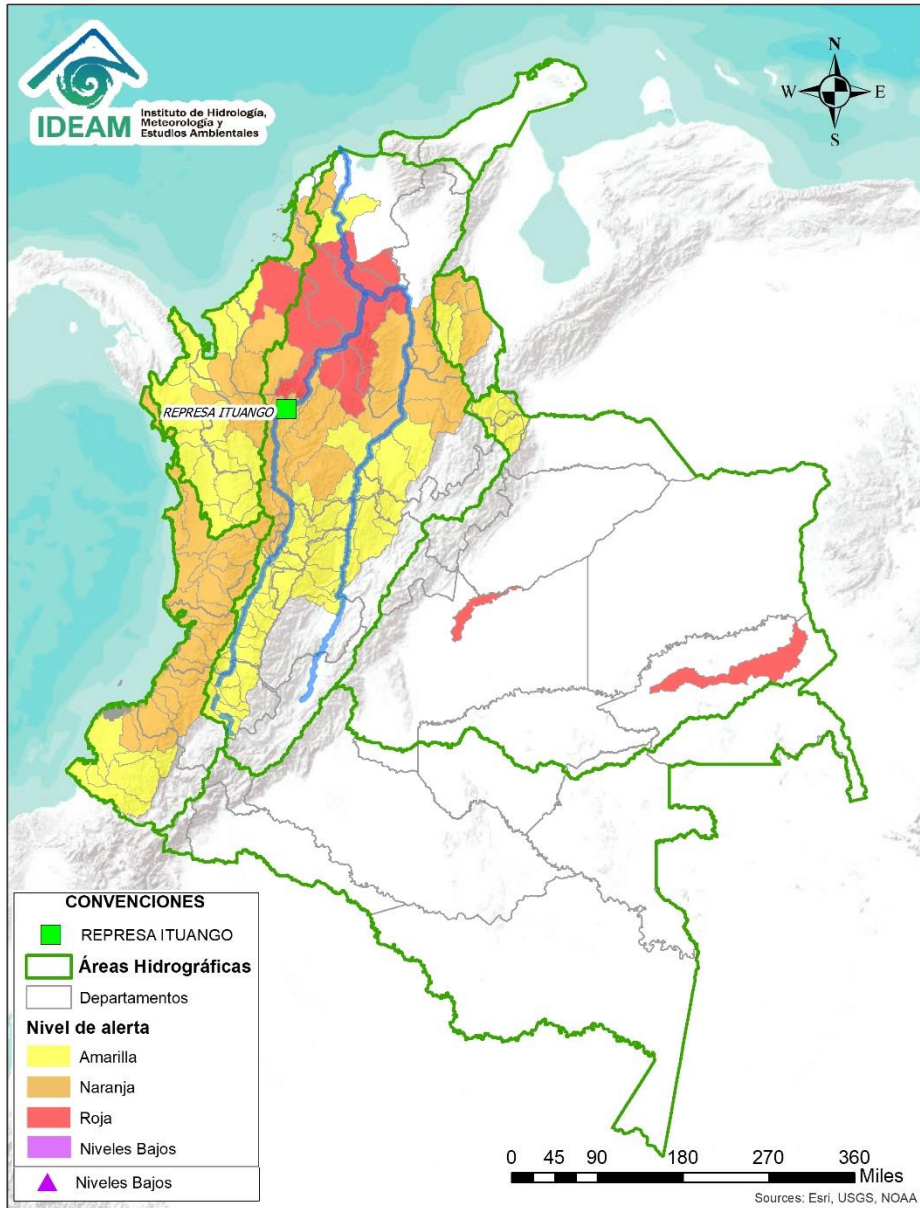 IDEAM
Instituto de Hidrología,
Meteorología y
Estudios Ambientales
N
W
E
S
REPRESA ITUANGO
CONVENCIONES
REPRESA ITUANGO
Áreas Hidrográficas
Departamentos
Nivel de alerta
Amarilla
Naranja
Roja
Niveles Bajos
Niveles Bajos
0 45 90 180 270 360
Miles
Sources: Esri, USGS, NOAA